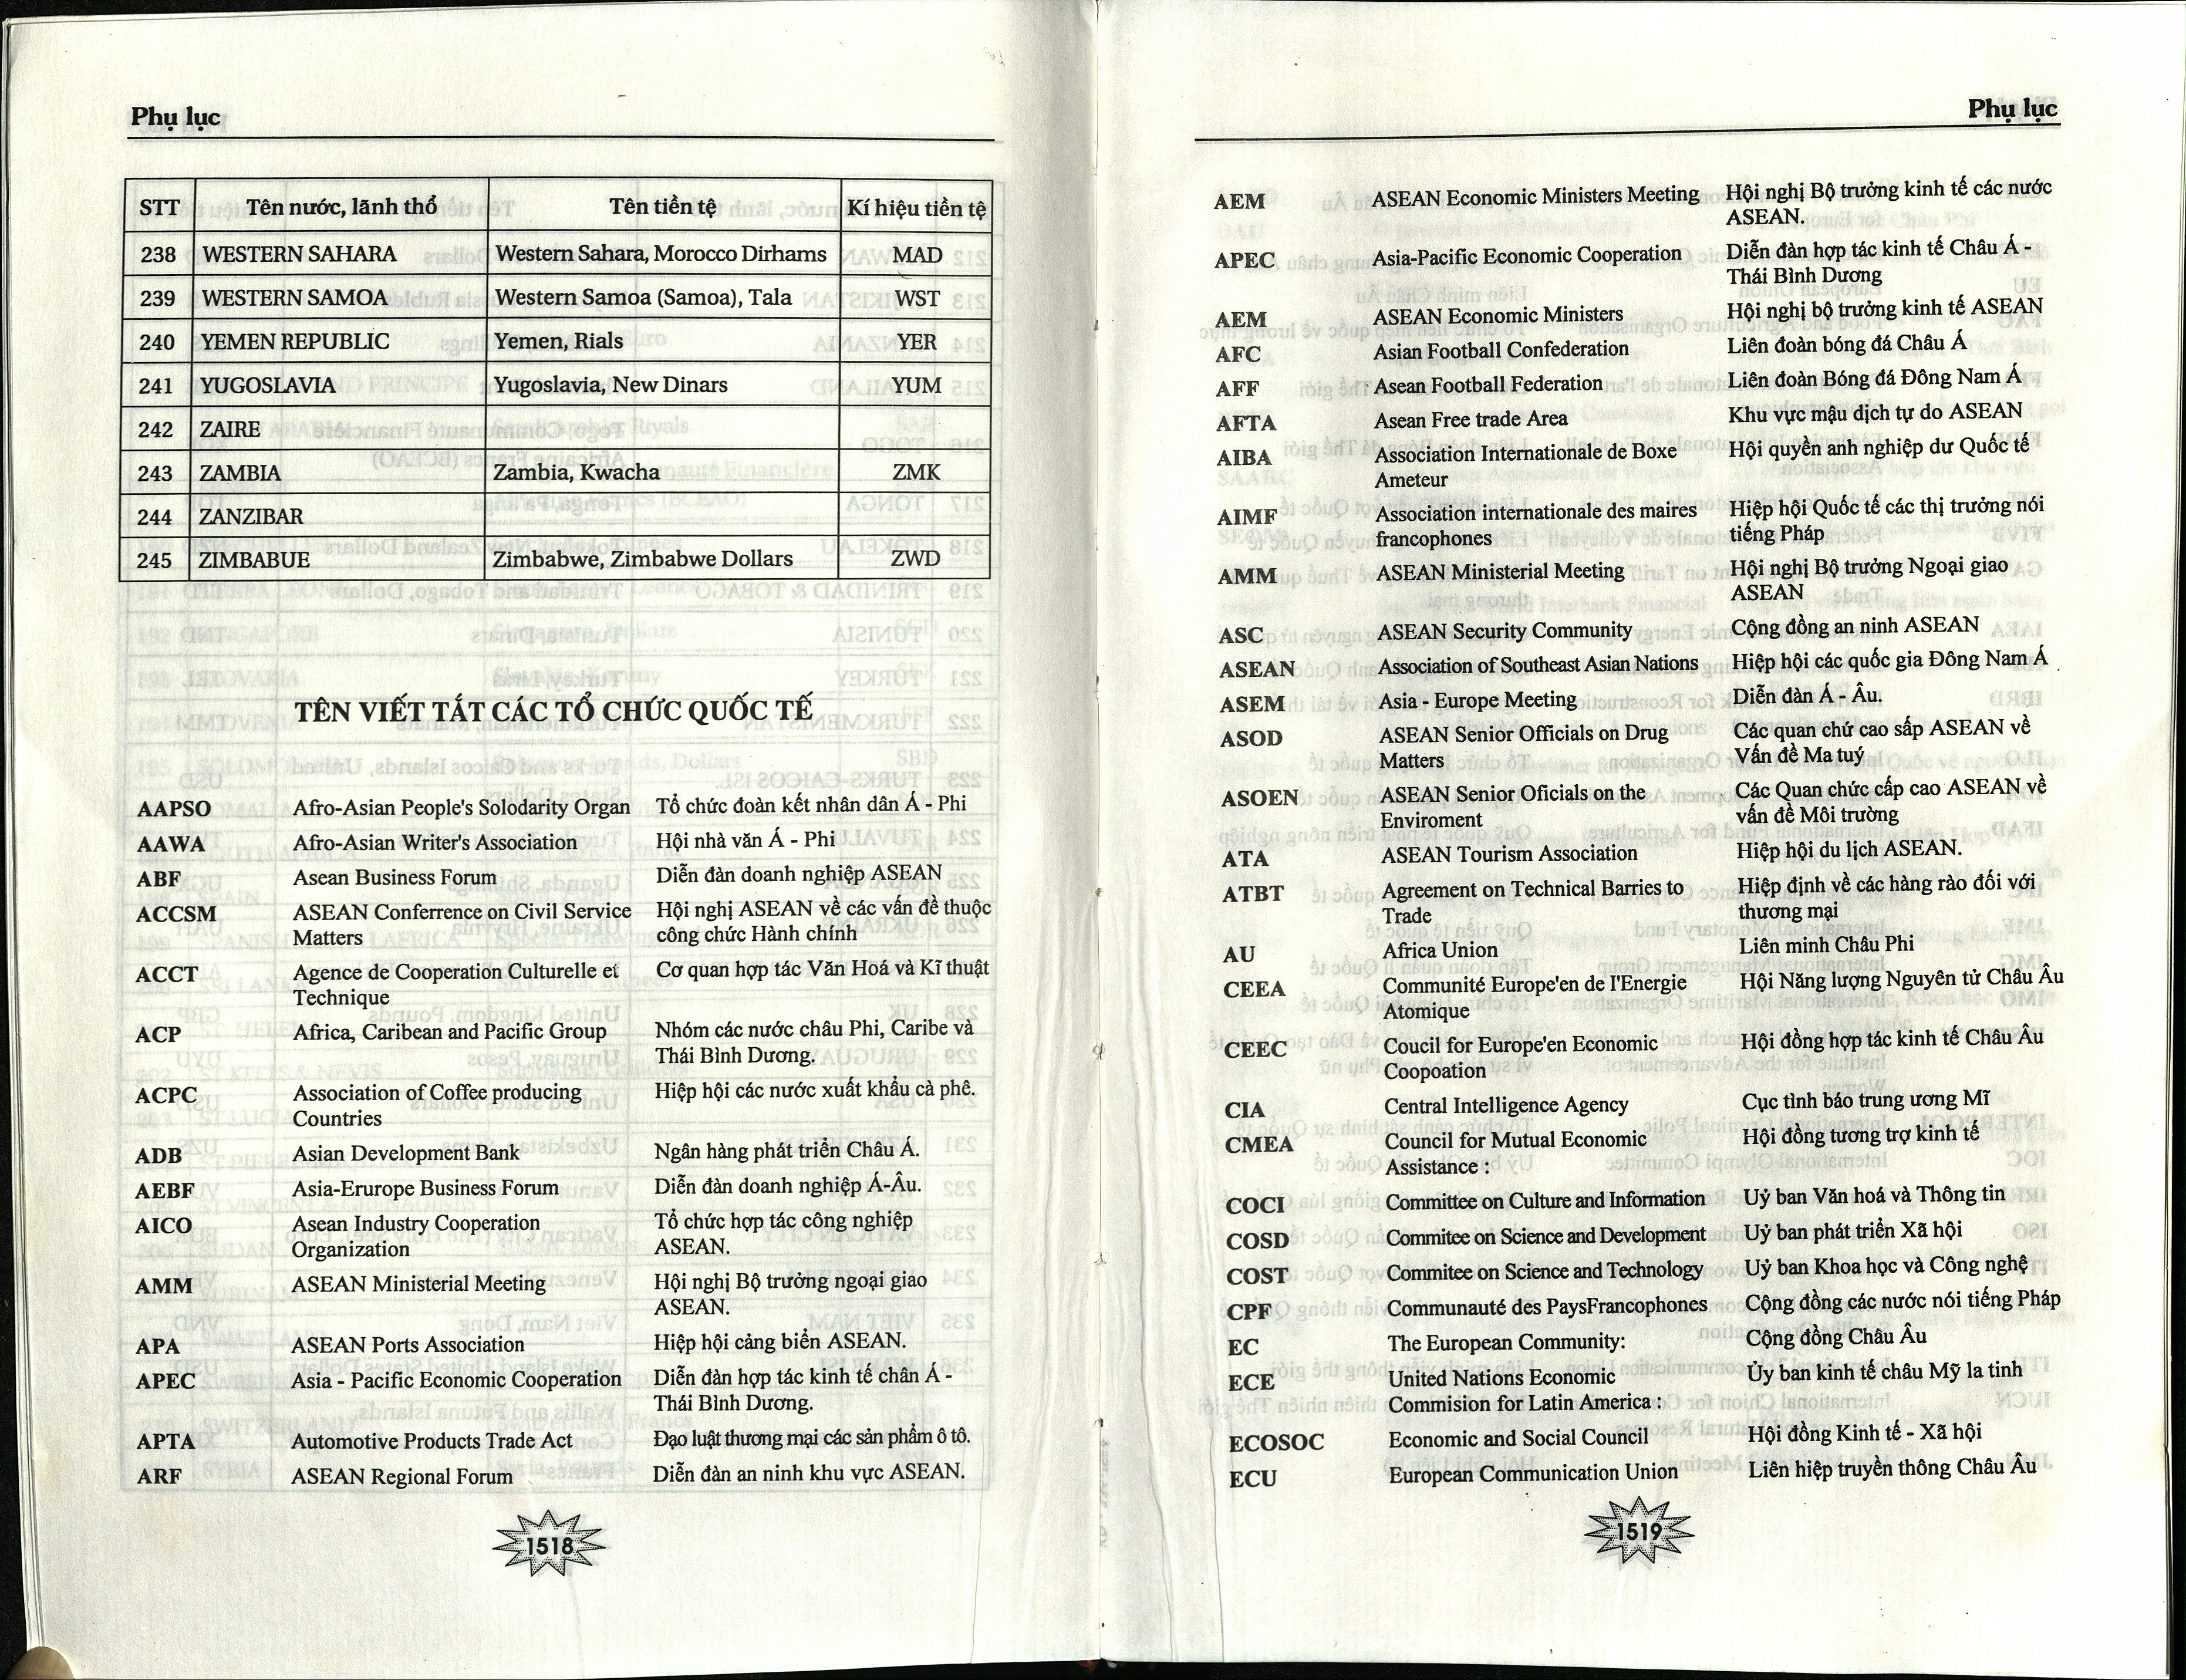 Phụ lục
STT Tên nước, lãnh thổ Tên tiền tệ Kí hiệu tiền tệ
238 WESTERN SAHARA Western Sahara, Morocco Dirhams MAD
239 WESTERN SAMOA Western Samoa (Samoa), Tala WST
240 YEMEN REPUBLIC Yemen, Rials YER
241 YUGOSLAVIA Yugoslavia, New Dinars YUM
242 ZAIRE
243 ZAMBIA Zambia, Kwacha ZMK
244 ZANZIBAR
245 ZIMBABUE Zimbabwe, Zimbabwe Dollars ZWD
TÊN VIẾT TẮT CÁC TỔ CHỨC QUỐC TẾ
AAPSO Afro-Asian People's Solodarity Organ Tổ chức đoàn kết nhân dân Á - Phi
AAWA Afro-Asian Writer's Association Hội nhà văn Á - Phi
ABF Asean Business Forum Diễn đàn doanh nghiệp ASEAN
ACCSM ASEAN Conferrence on Civil Service Hội nghị ASEAN về các vấn đề thuộc
Matters công chức Hành chính
ACCT Agence de Cooperation Culturelle et Cơ quan hợp tác Văn Hoá và Kĩ thuật
Technique
ACP Africa, Caribean and Pacific Group Nhóm các nước châu Phi, Caribe và
Thái Bình Dương.
ACPC Association of Coffee producing Hiệp hội các nước xuất khẩu cà phê.
Countries
ADB Asian Development Bank Ngân hàng phát triển Châu Á.
AEBF Asia-Erurope Business Forum Diễn đàn doanh nghiệp Á-Âu.
AICO Asean Industry Cooperation Tổ chức hợp tác công nghiệp
Organization ASEAN.
AMM ASEAN Ministerial Meeting Hội nghị Bộ trưởng ngoại giao
ASEAN.
APA ASEAN Ports Association Hiệp hội cảng biển ASEAN.
APEC Asia - Pacific Economic Cooperation Diễn đàn hợp tác kinh tế chân Á -
Thái Bình Dương.
APTA Automotive Products Trade Act Đạo luật thương mại các sản phẩm ô tô.
ARF ASEAN Regional Forum Diễn đàn an ninh khu vực ASEAN.
1518
Phụ lục
AEM ASEAN Economic Ministers Meeting Hội nghị Bộ trưởng kinh tế các nước
ASEAN.
APEC Asia-Pacific Economic Cooperation Diễn đàn hợp tác kinh tế Châu Á -
Thái Bình Dương
AEM ASEAN Economic Ministers Hội nghị bộ trưởng kinh tế ASEAN
AFC Asian Football Confederation Liên đoàn bóng đá Châu Á
AFF Asean Football Federation Liên đoàn Bóng đá Đông Nam Á
AFTA Asean Free trade Area Khu vực mậu dịch tự do ASEAN
AIBA Association Internationale de Boxe Hội quyền anh nghiệp dư Quốc tế
Ameteur
AIMF Association internationale des maires Hiệp hội Quốc tế các thị trưởng nói
francophones tiếng Pháp
AMM ASEAN Ministerial Meeting Hội nghị Bộ trưởng Ngoại giao
ASEAN
ASC ASEAN Security Community Cộng đồng an ninh ASEAN
ASEAN Association of Southeast Asian Nations Hiệp hội các quốc gia Đông Nam Á
ASEM Asia - Europe Meeting Diễn đàn Á - Âu.
ASOD ASEAN Senior Officials on Drug Các quan chứ cao sấp ASEAN về
Matters Vấn đề Ma tuý
ASOEN ASEAN Senior Oficials on the Các Quan chức cấp cao ASEAN về
Enviroment vấn đề Môi trường
ATA ASEAN Tourism Association Hiệp hội du lịch ASEAN.
ATBT Agreement on Technical Barries to Hiệp định về các hàng rào đối với
Trade thương mại
AU Africa Union Liên minh Châu Phi
CEEA Communité Europe'en de I'Energie Hội Năng lượng Nguyên tử Châu Âu
Atomique
CEEC Coucil for Europe'en Economic Hội đồng hợp tác kinh tế Châu Âu
Coopoation
CIA Central Intelligence Agency Cục tình báo trung ương Mĩ
CMEA Council for Mutual Economic Hội đồng tương trợ kinh tế
Assistance :
COCI Committee on Culture and Information Uỷ ban Văn hoá và Thông tin
COSD Commitee on Science and Development Uỷ ban phát triển Xã hội
COST Commitee on Science and Technology Uỷ ban Khoa học và Công nghệ
CPF Communauté des PaysFrancophones Cộng đồng các nước nói tiếng Pháp
EC The European Community: Cộng đồng Châu Âu
ECE United Nations Economic Ủy ban kinh tế châu Mỹ la tinh
Commision for Latin America :
ECOSOC Economic and Social Council Hội đồng Kinh tế - Xã hội
ECU European Communication Union Liên hiệp truyền thông Châu Âu
1519